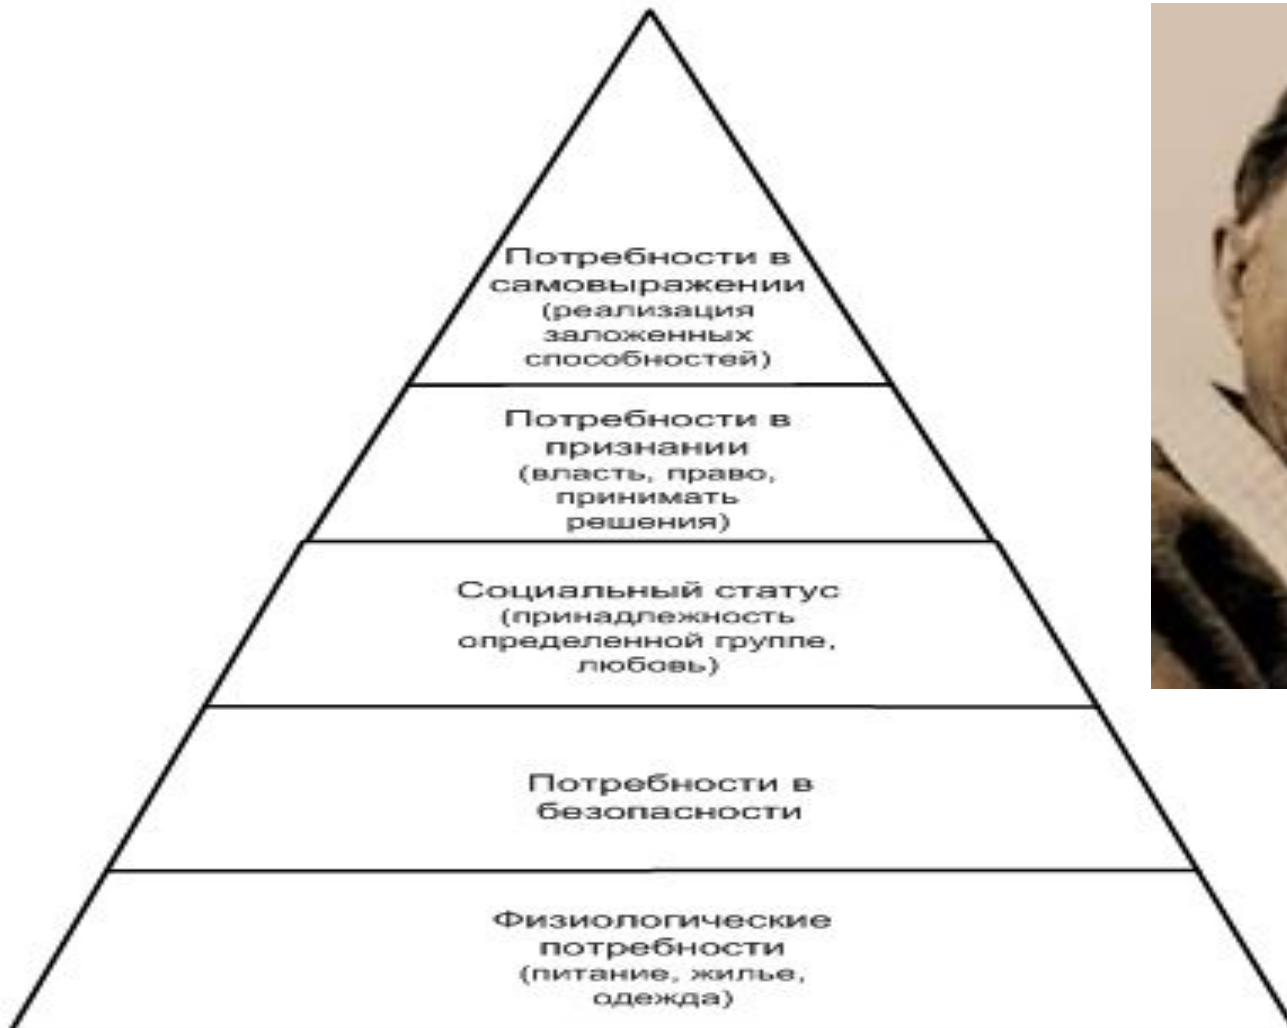 Потребности в
самовыражении
(реализация
заложенных
способностей)
Потребности в
признании
(власть, право,
принимать
решения)
Социальный статус
(принадлежность
определенной группе,
любовь)
Потребности в
безопасности
Физиологические
потребности
(питание, жилье,
одежда)